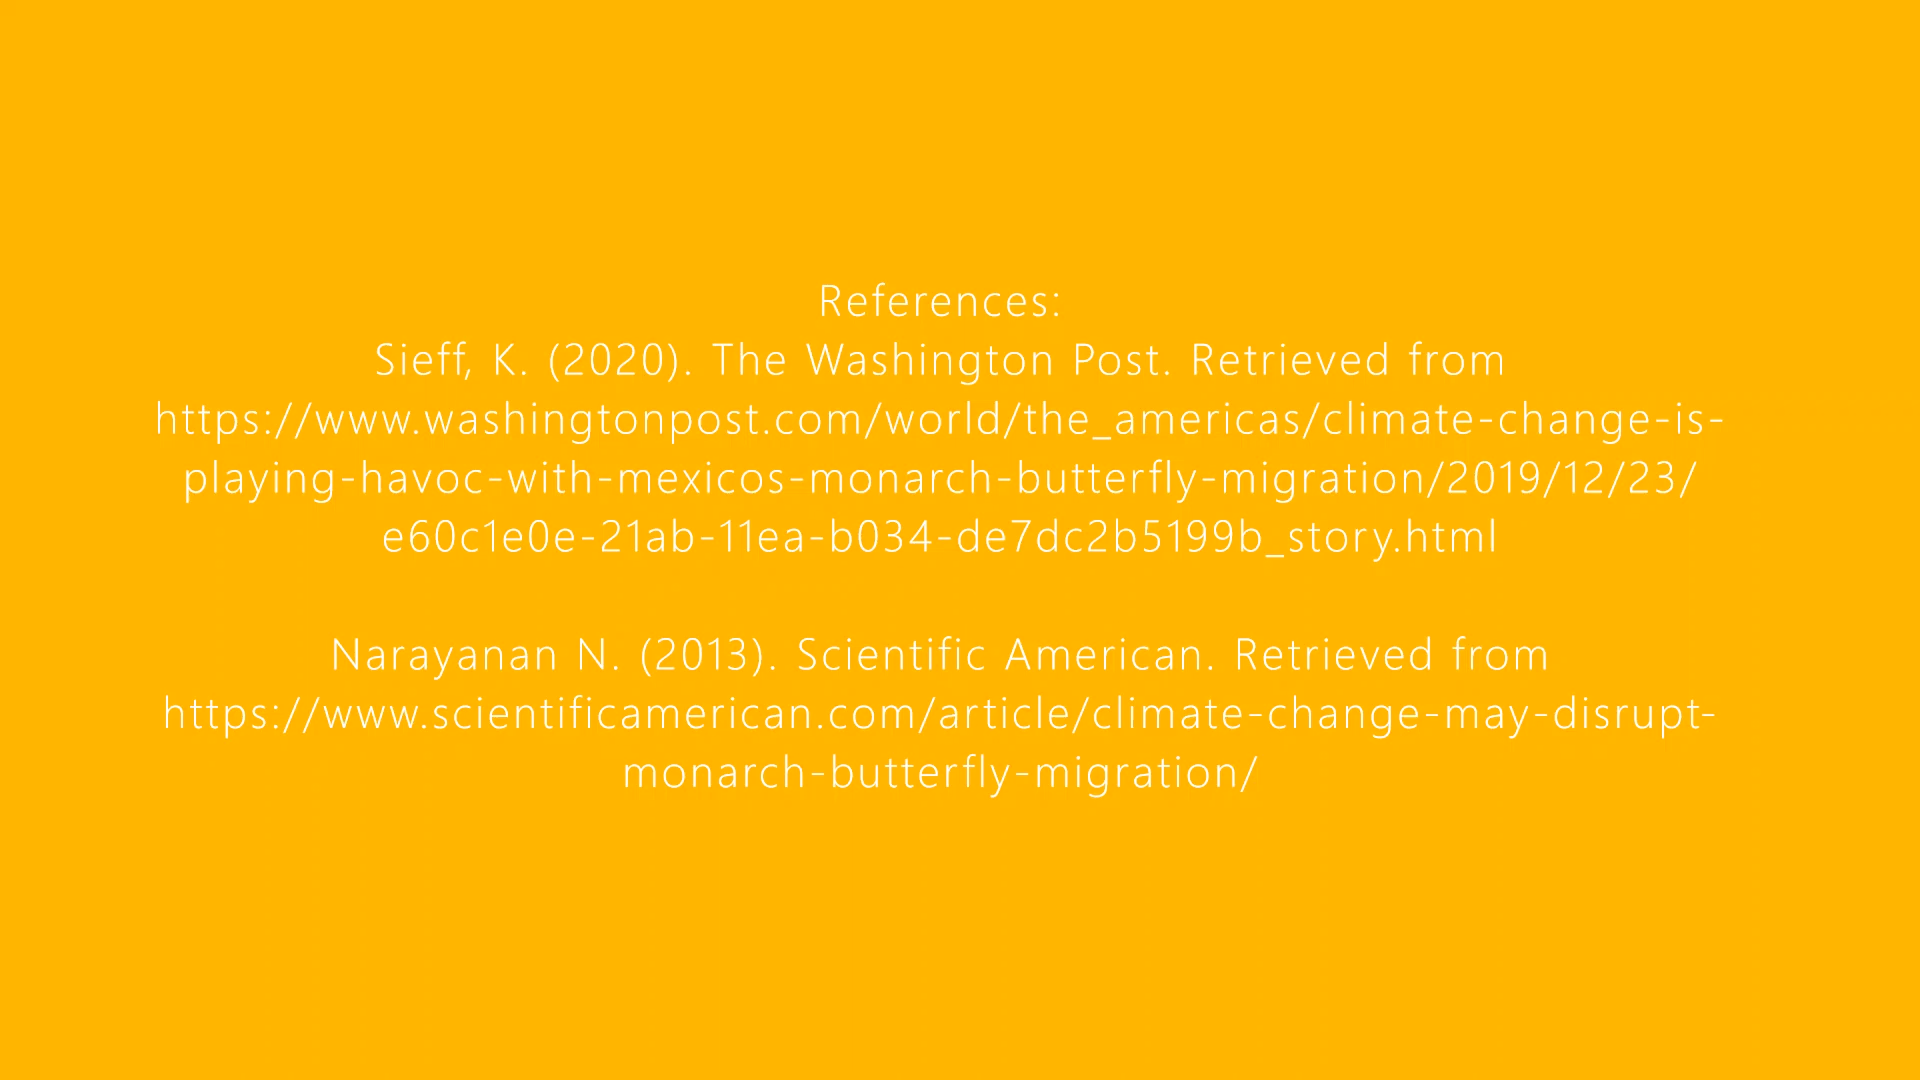 References:
Sieff, K. (2020). The Washington Post. Retrieved from
https://www.washingtonpost.com/world/the_americas/climate-change-is-
playing-havoc-with-mexicos-monarch-butterfly-migration/2019/12/23/
e60c1e0e-21ab-11ea-b034-de7dc2b5199b_story.html
Narayanan N. (2013). Scientific American. Retrieved from
https://www.scientificamerican.com/article/climate-change-may-disrupt-
monarch-butterfly-migration/